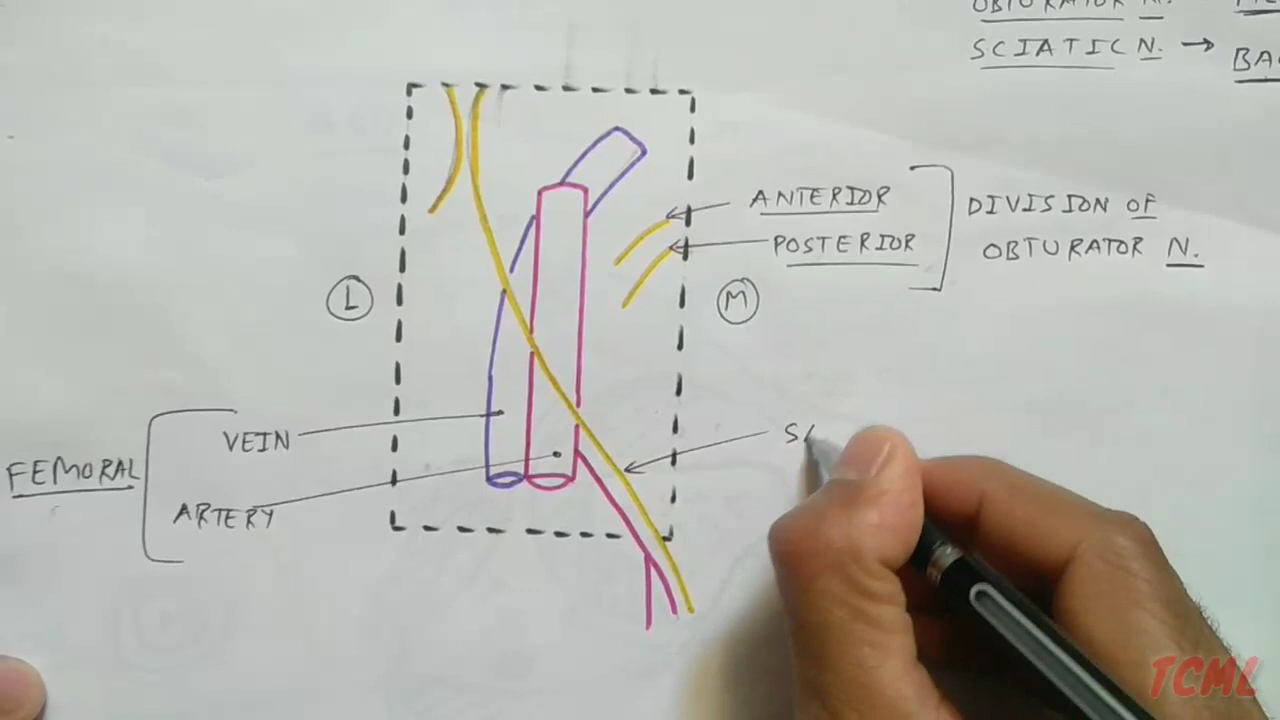 SCIATIC N. →
ANTERIOR
POSTERIOR
DIVISION OF
OBTURATOR N.
L
M
VEIN
FEMORAL
ARTERY
S
TCML